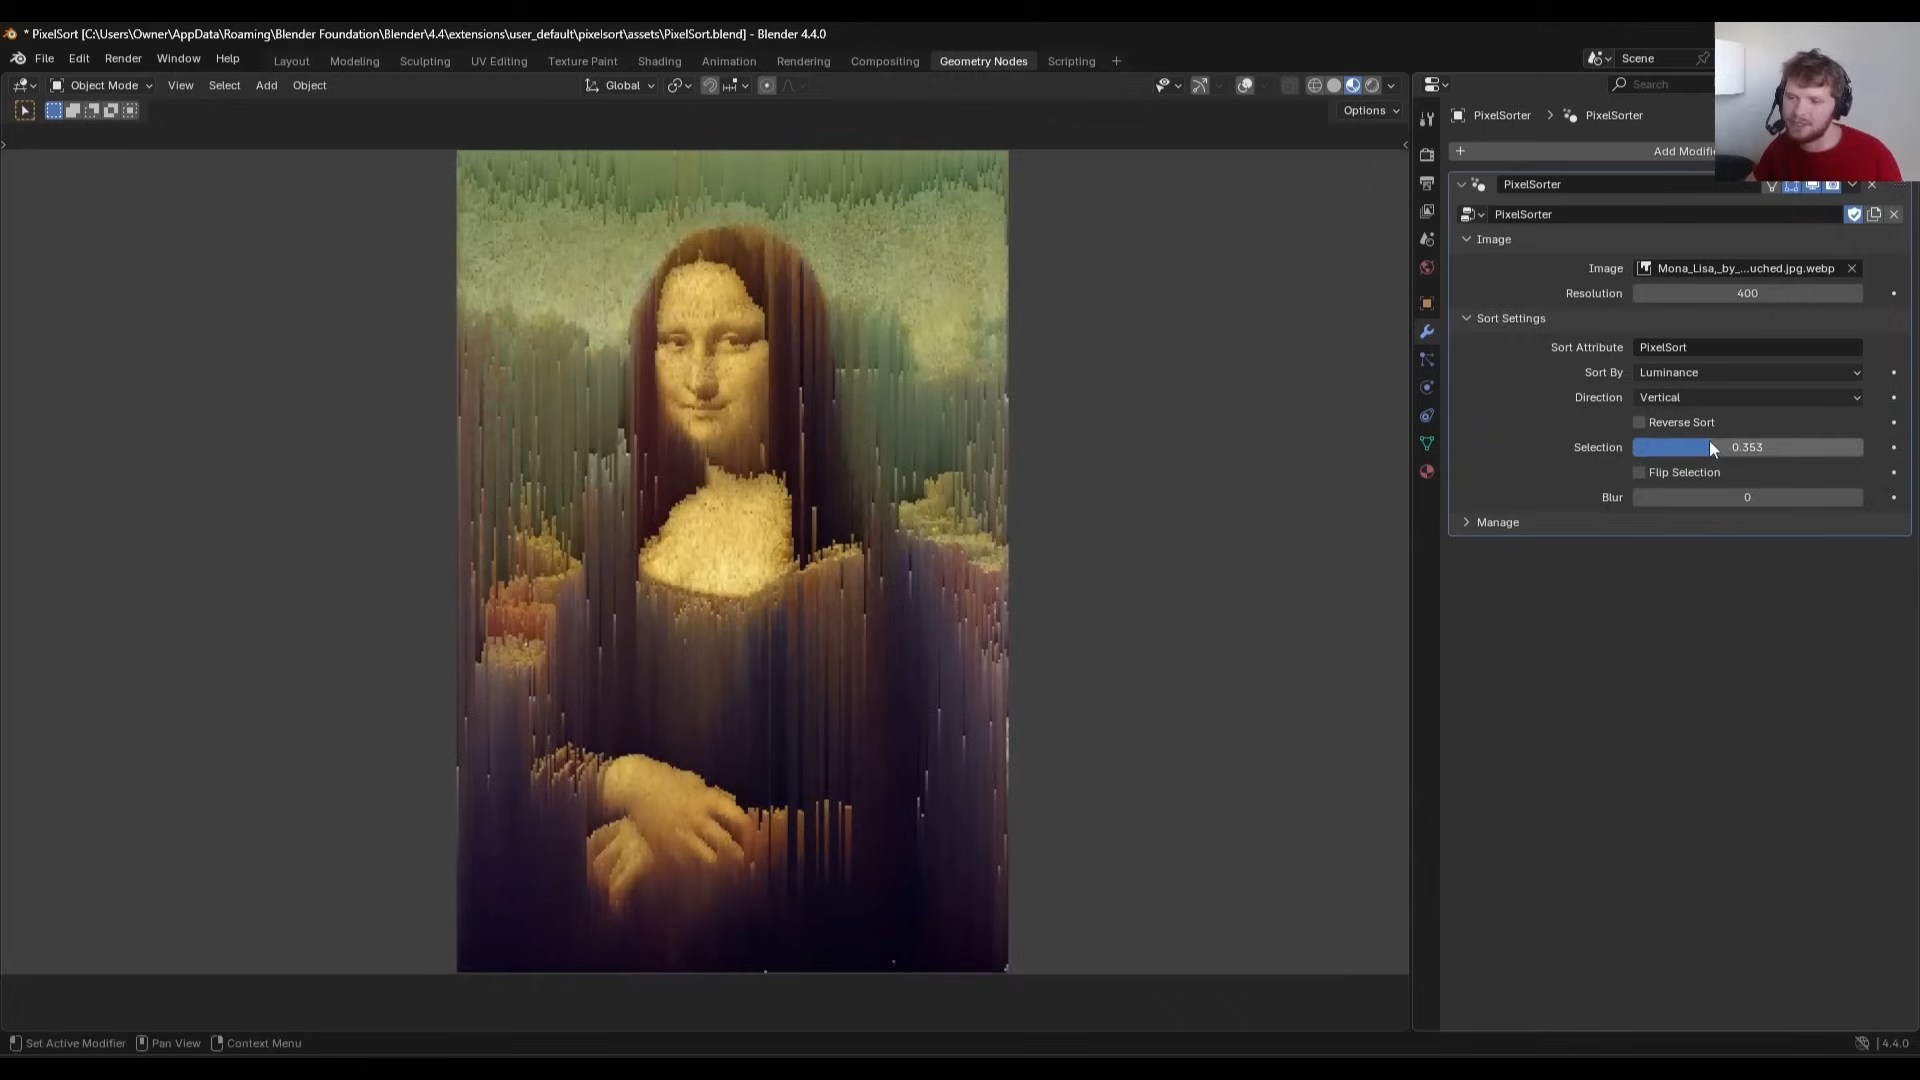 * PixelSort [C:\Users\Owner\AppData\Roaming\Blender Foundation\Blender\4.4\extensions\user_default\pixelsort\assets\PixelSort.blend] - Blender 4.4.0
File Edit Render Window Help Layout Modeling Sculpting UV Editing Texture Paint Shading Animation Rendering Compositing Geometry Nodes Scripting + Scene
Object Mode View Select Add Object Global Search
Options
PixelSorter > PixelSorter
+ Add Modifi
PixelSorter
PixelSorter
Image
Image Mona_Lisa,_by_...uched.jpg.webp
Resolution 400
Sort Settings
Sort Attribute PixelSort
Sort By Luminance
Direction Vertical
Reverse Sort
Selection 0.353
Flip Selection
Blur 0
Manage
Set Active Modifier Pan View Context Menu 4.4.0